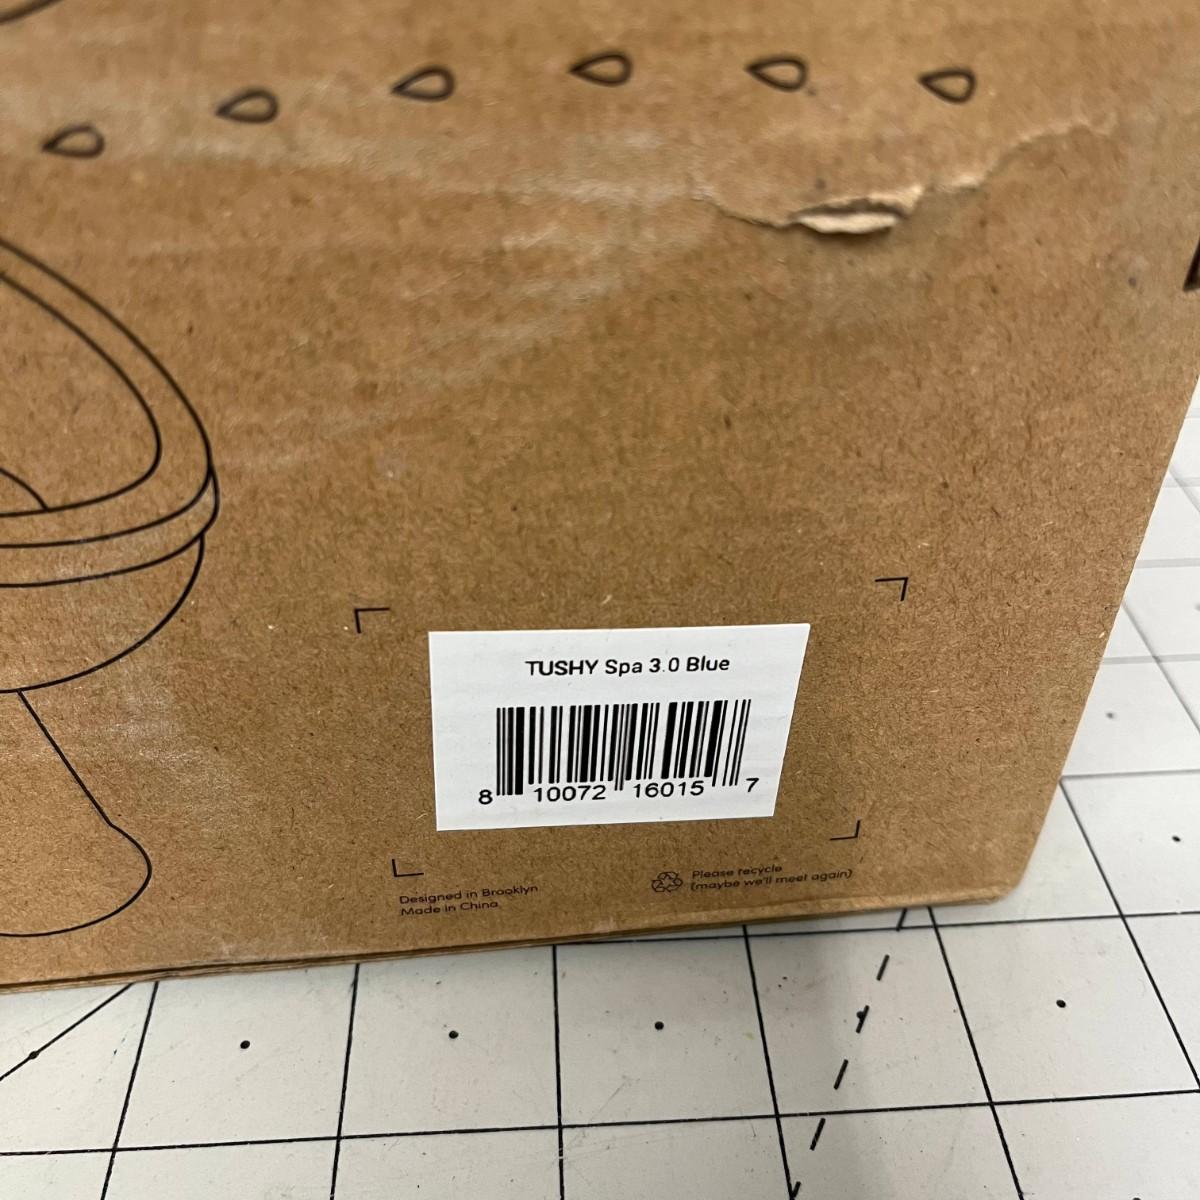 TUSHY Spa 3.0 Blue
8 10072 16015 7
Designed in Brooklyn
Made in China
Please recycle
(maybe we'll meet again)